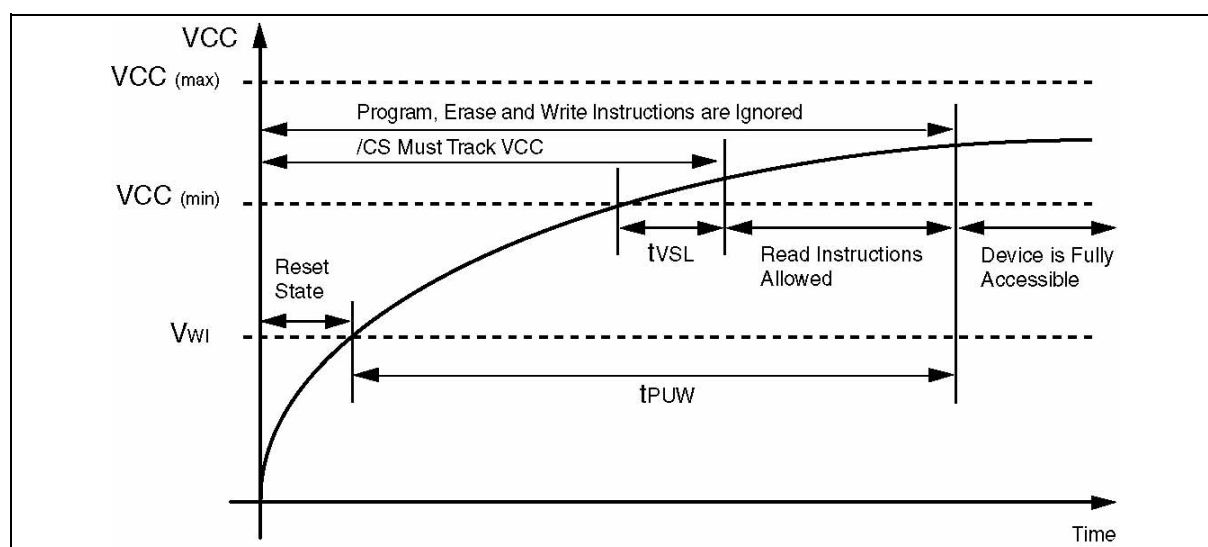 VCC
VCC (max)
Program, Erase and Write Instructions are Ignored
/CS Must Track VCC
VCC (min)
tVSL
Read Instructions
Allowed
Device is Fully
Accessible
Reset
State
VWI
tPUW
Time